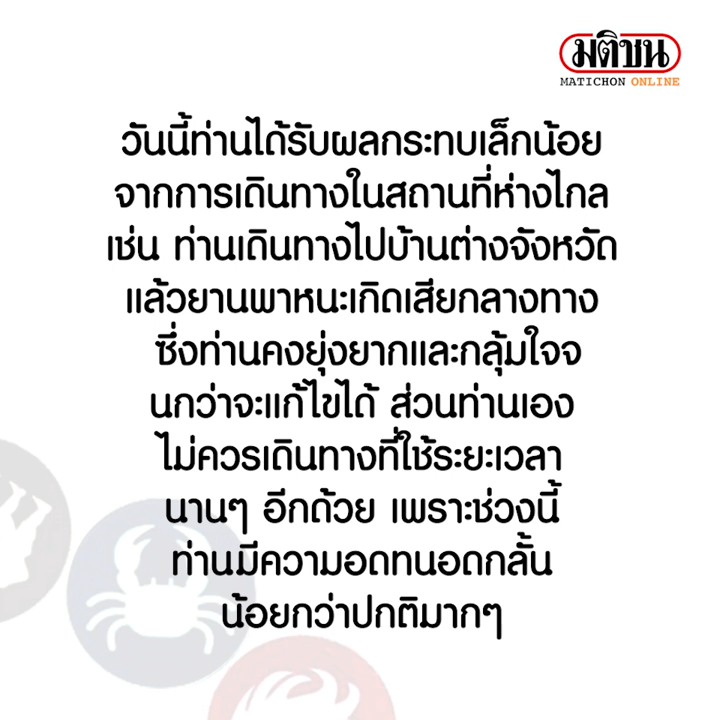 มติชน
MATICHON ONLINE
วันนี้ท่านได้รับผลกระทบเล็กน้อย
จากการเดินทางในสถานที่ห่างไกล
เช่น ท่านเดินทางไปบ้านต่างจังหวัด
แล้วยานพาหนะเกิดเสียกลางทาง
ซึ่งท่านคงยุ่งยากและกลุ้มใจจ
นกว่าจะแก้ไขได้ ส่วนท่านเอง
ไม่ควรเดินทางที่ใช้ระยะเวลา
นานๆ อีกด้วย เพราะช่วงนี้
ท่านมีความอดทนอดกลั้น
น้อยกว่าปกติมากๆ